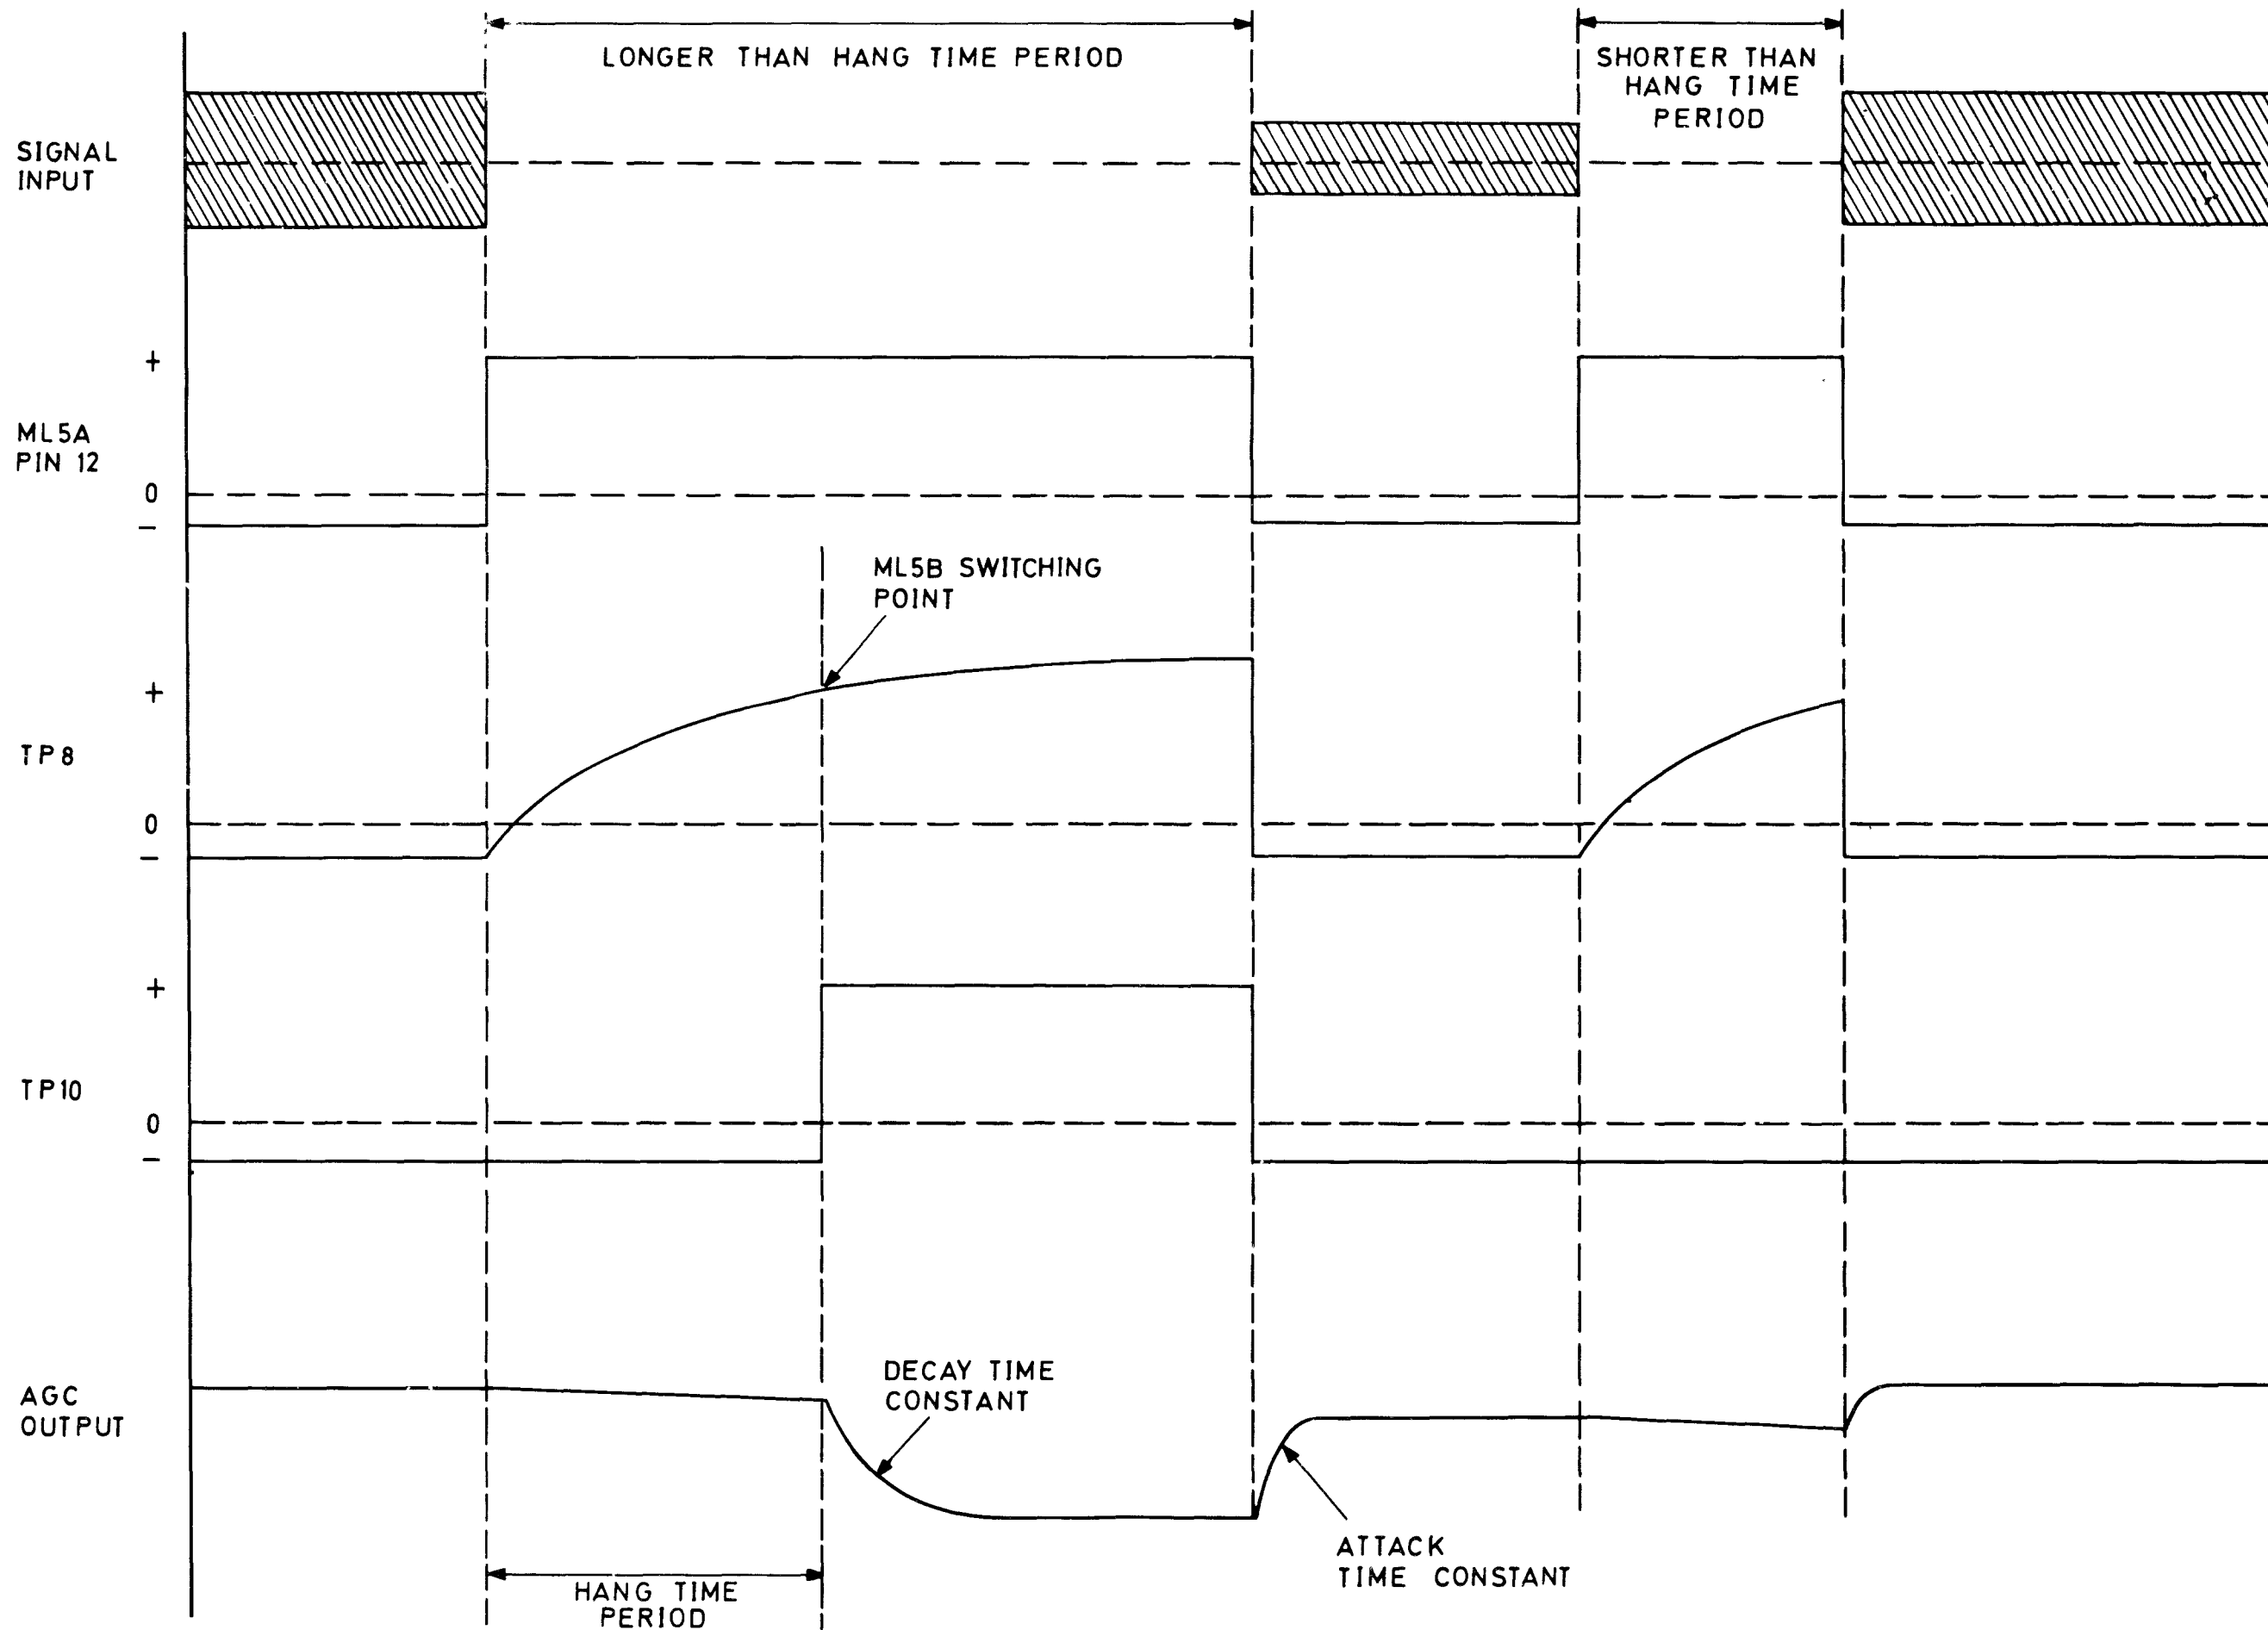 LONGER THAN HANG TIME PERIOD
SHORTER THAN
HANG TIME
PERIOD
SIGNAL
INPUT
+
ML5A
PIN 12
0
–
ML5B SWITCHING
POINT
+
TP8
0
–
+
TP10
0
–
DECAY TIME
CONSTANT
AGC
OUTPUT
ATTACK
TIME CONSTANT
HANG TIME
PERIOD